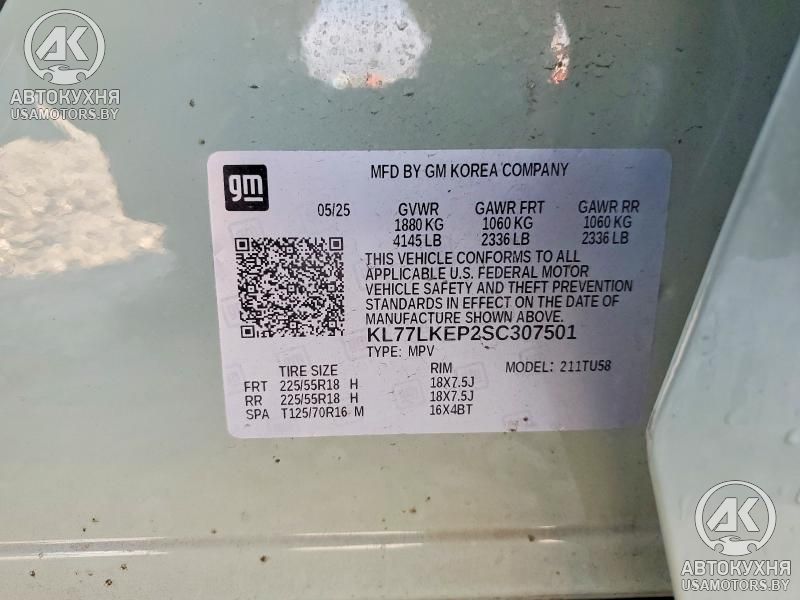 AK
АВТОКУХНЯ
USAMOTORS.BY
gm
MFD BY GM KOREA COMPANY
05/25 GVWR GAWR FRT GAWR RR
1880 KG 1060 KG 1060 KG
4145 LB 2336 LB 2336 LB
THIS VEHICLE CONFORMS TO ALL
APPLICABLE U.S. FEDERAL MOTOR
VEHICLE SAFETY AND THEFT PREVENTION
STANDARDS IN EFFECT ON THE DATE OF
MANUFACTURE SHOWN ABOVE.
KL77LKEP2SC307501
TYPE: MPV
TIRE SIZE RIM MODEL: 211TU58
FRT 225/55R18 H 18X7.5J
RR 225/55R18 H 18X7.5J
SPA T125/70R16 M 16X4BT
AK
АВТОКУХНЯ
USAMOTORS.BY